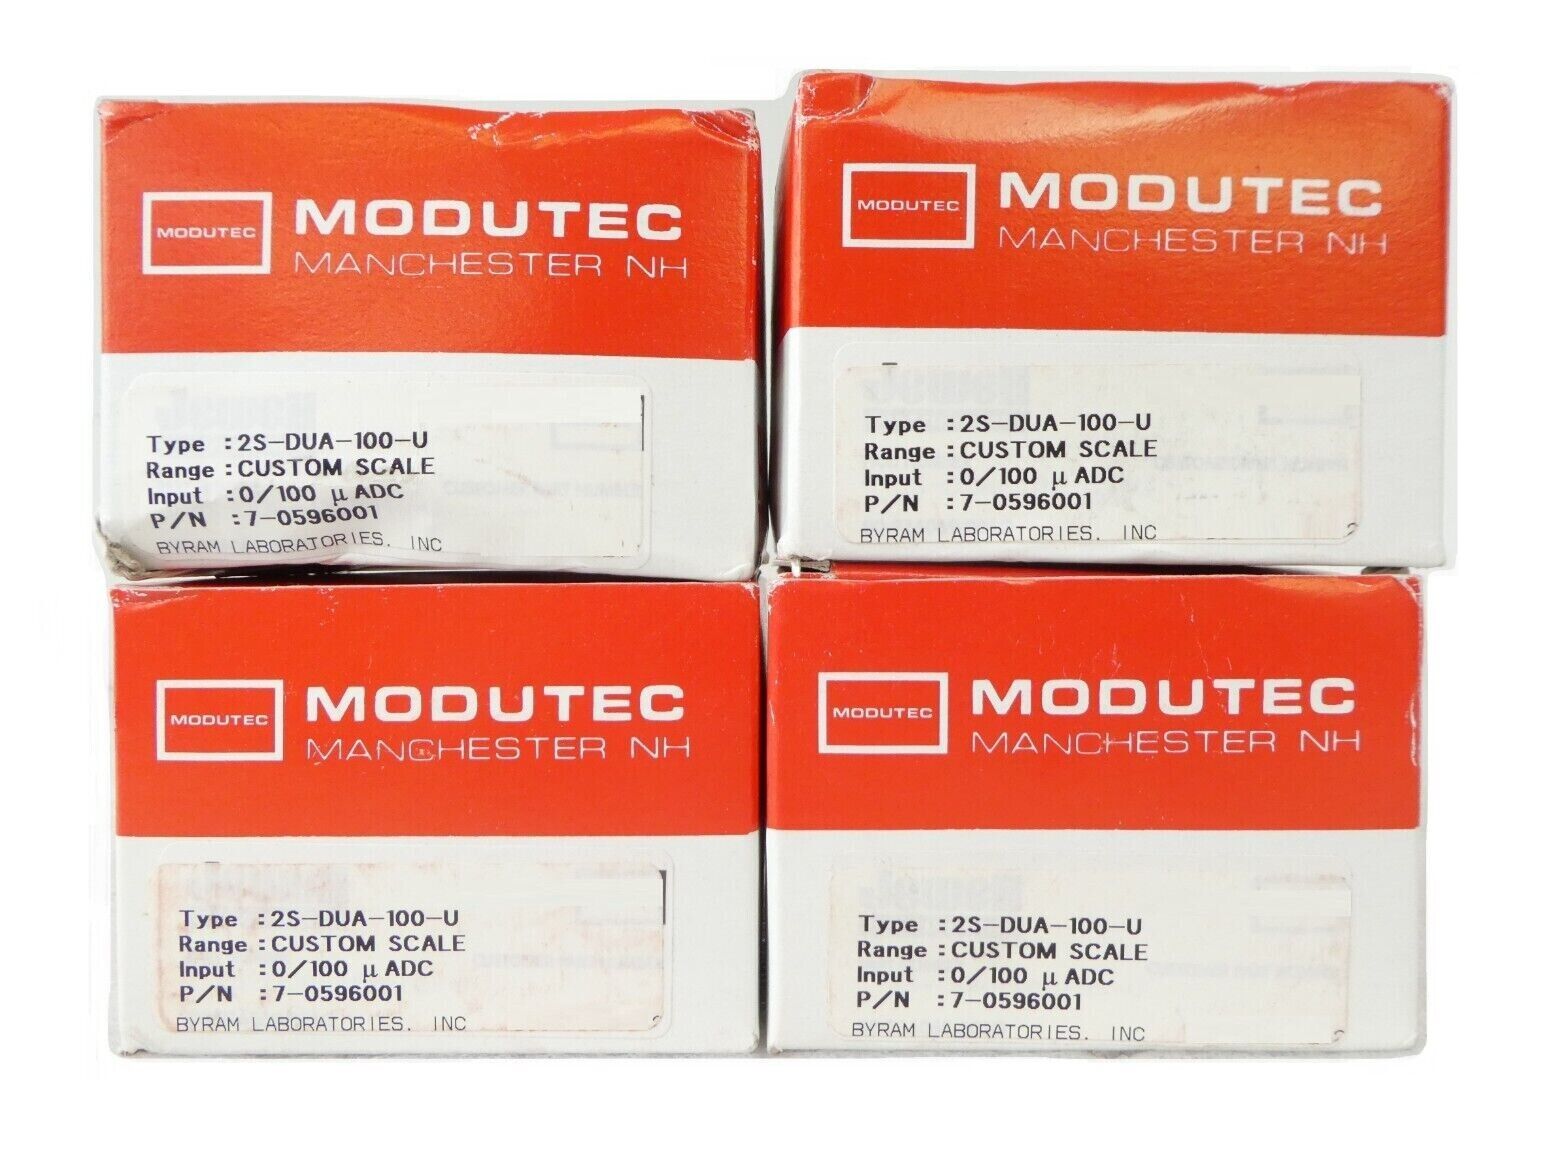 MODUTEC
MODUTEC
MANCHESTER NH
Type :2S-DUA-100-U
Range :CUSTOM SCALE
Input :0/100 μ ADC
P/N :7-0596001
BYRAM LABORATORIES, INC
MODUTEC
MODUTEC
MANCHESTER NH
Type :2S-DUA-100-U
Range :CUSTOM SCALE
Input :0/100 μ ADC
P/N :7-0596001
BYRAM LABORATORIES, INC
MODUTEC
MODUTEC
MANCHESTER NH
Type :2S-DUA-100-U
Range :CUSTOM SCALE
Input :0/100 μ ADC
P/N :7-0596001
BYRAM LABORATORIES, INC
MODUTEC
MODUTEC
MANCHESTER NH
Type :2S-DUA-100-U
Range :CUSTOM SCALE
Input :0/100 μ ADC
P/N :7-0596001
BYRAM LABORATORIES, INC